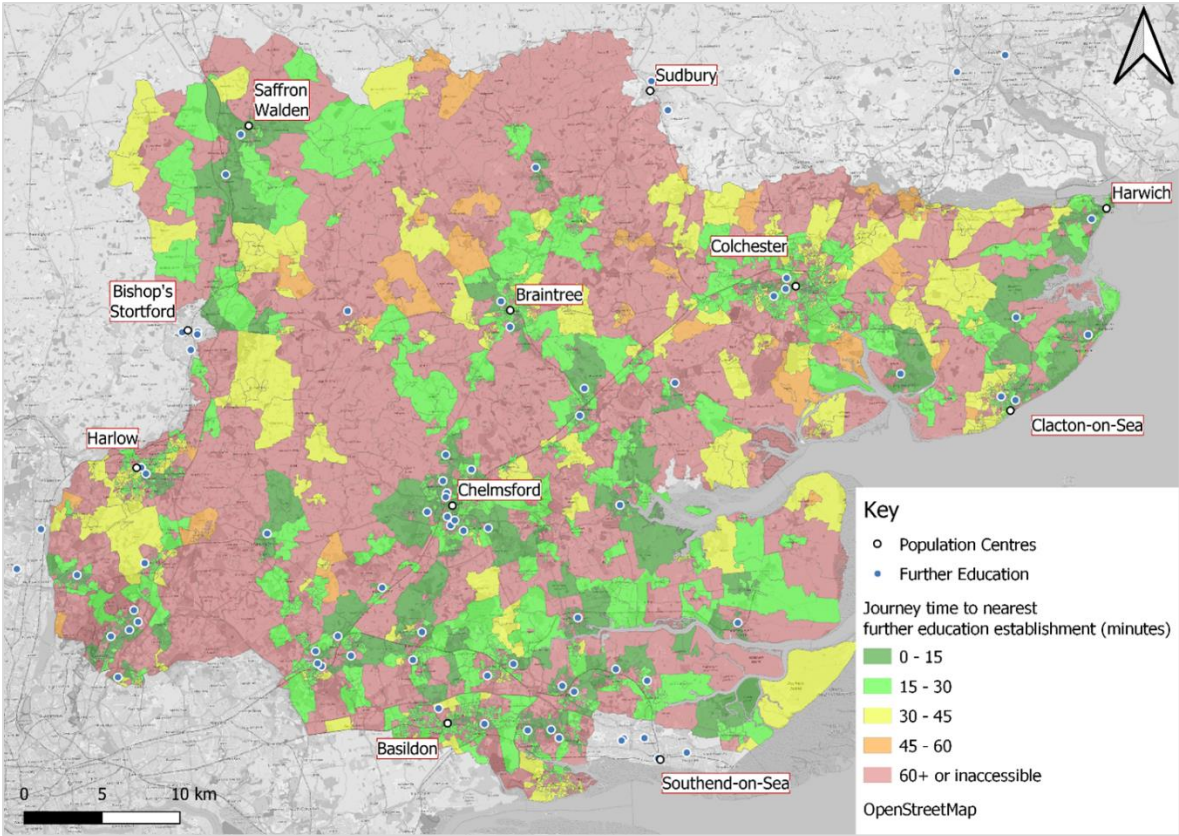 Sudbury
Saffron
Walden
Harwich
Colchester
Bishop's
Stortford
Braintree
Clacton-on-Sea
Harlow
Chelmsford
Key
Population Centres
Further Education
Journey time to nearest
further education establishment (minutes)
0 - 15
15 - 30
30 - 45
45 - 60
60+ or inaccessible
OpenStreetMap
Basildon
Southend-on-Sea
0 5 10 km